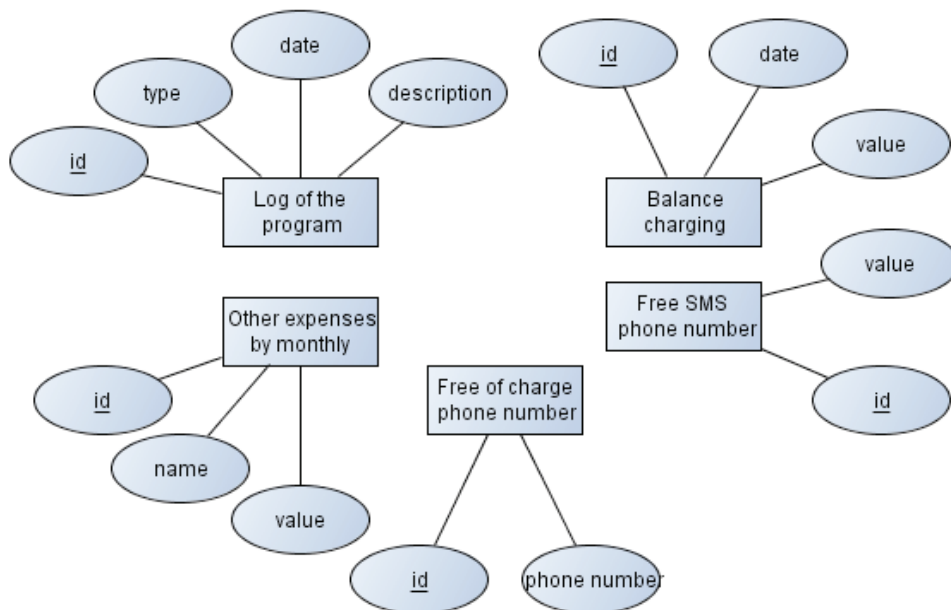 date
type
description
id
Log of the
program
id
date
value
Balance
charging
value
Free SMS
phone number
id
Other expenses
by monthly
id
name
value
Free of charge
phone number
id
phone number